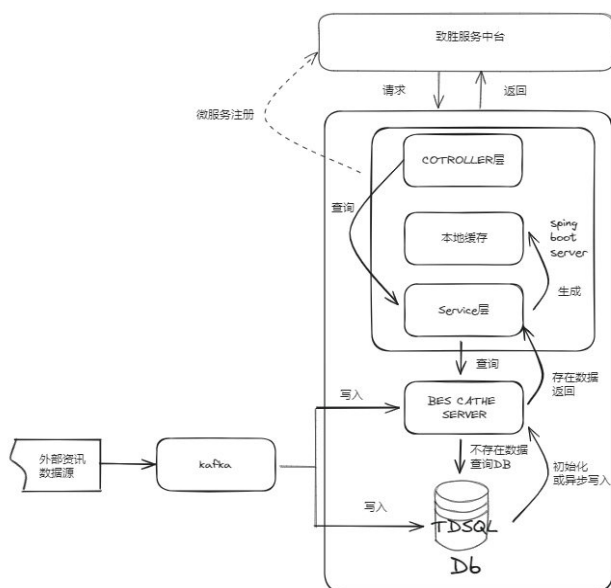 致胜服务中台
请求
返回
微服务注册
COTROLLER层
查询
本地缓存
sping
boot
server
生成
Service层
查询
存在数据
返回
写入
BES CATHE
SERVER
外部资讯
数据源
kafka
不存在数据
查询DB
初始化
或异步写入
写入
TDSQL
Db